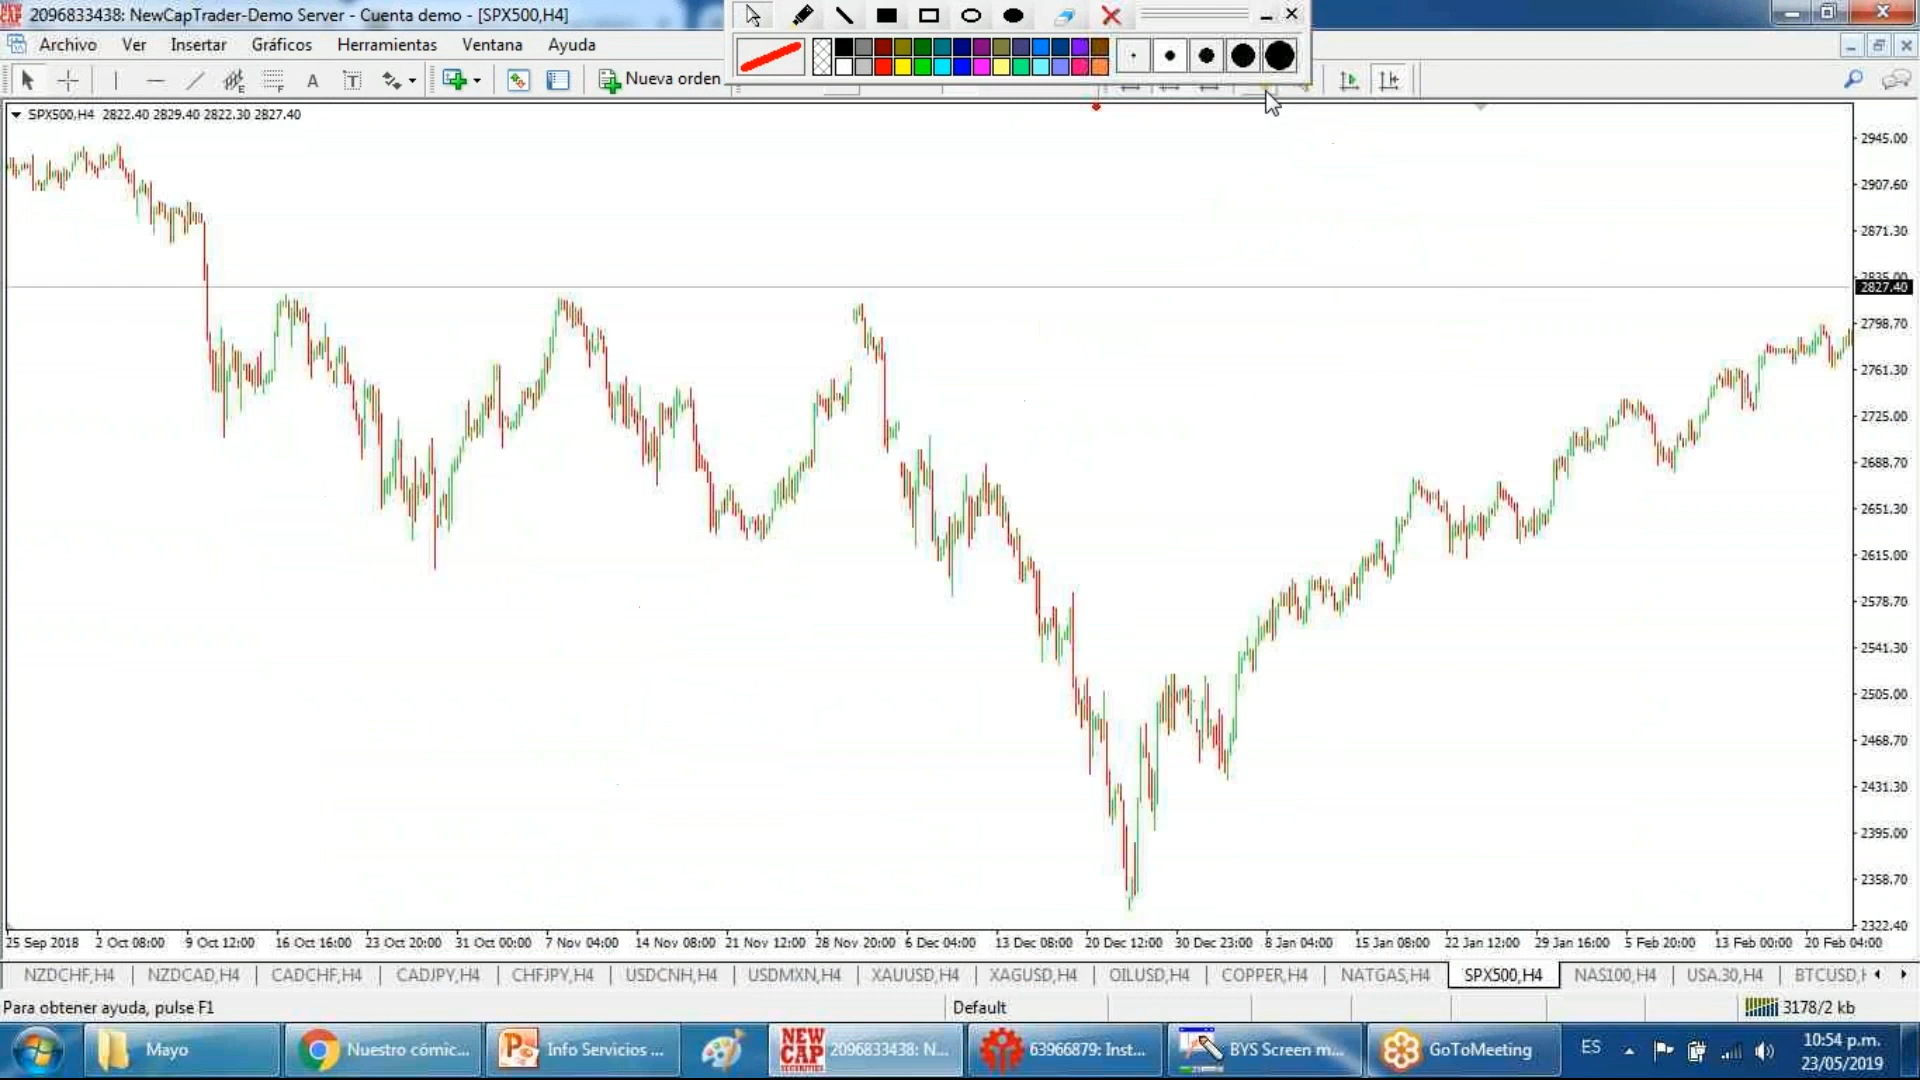 2096833438: NewCapTrader-Demo Server - Cuenta demo - [SPX500,H4]
Archivo Ver Insertar Gráficos Herramientas Ventana Ayuda
Nueva orden
SPX500,H4 2822.40 2829.40 2822.30 2827.40
2945.00
2907.60
2871.30
2835.00
2827.40
2798.70
2761.30
2725.00
2688.70
2651.30
2615.00
2578.70
2541.30
2505.00
2468.70
2431.30
2395.00
2358.70
2322.40
25 Sep 2018 2 Oct 08:00 9 Oct 12:00 16 Oct 16:00 23 Oct 20:00 31 Oct 00:00 7 Nov 04:00 14 Nov 08:00 21 Nov 12:00 28 Nov 20:00 6 Dec 04:00 13 Dec 08:00 20 Dec 12:00 30 Dec 23:00 8 Jan 04:00 15 Jan 08:00 22 Jan 12:00 29 Jan 16:00 5 Feb 20:00 13 Feb 00:00 20 Feb 04:00
NZDCHF,H4 NZDCAD,H4 CADCHF,H4 CADJPY,H4 CHFJPY,H4 USDCNH,H4 USDMXN,H4 XAUUSD,H4 XAGUSD,H4 OILUSD,H4 COPPER,H4 NATGAS,H4 SPX500,H4 NAS100,H4 USA.30,H4 BTCUSD,H
Para obtener ayuda, pulse F1 Default 3178/2 kb
Mayo Nuestro cómic... Info Servicios ... NEW CAP SECURITIES 2096833438: N... 63966879: Inst... BYS Screen m... GoToMeeting ES 10:54 p.m.
23/05/2019